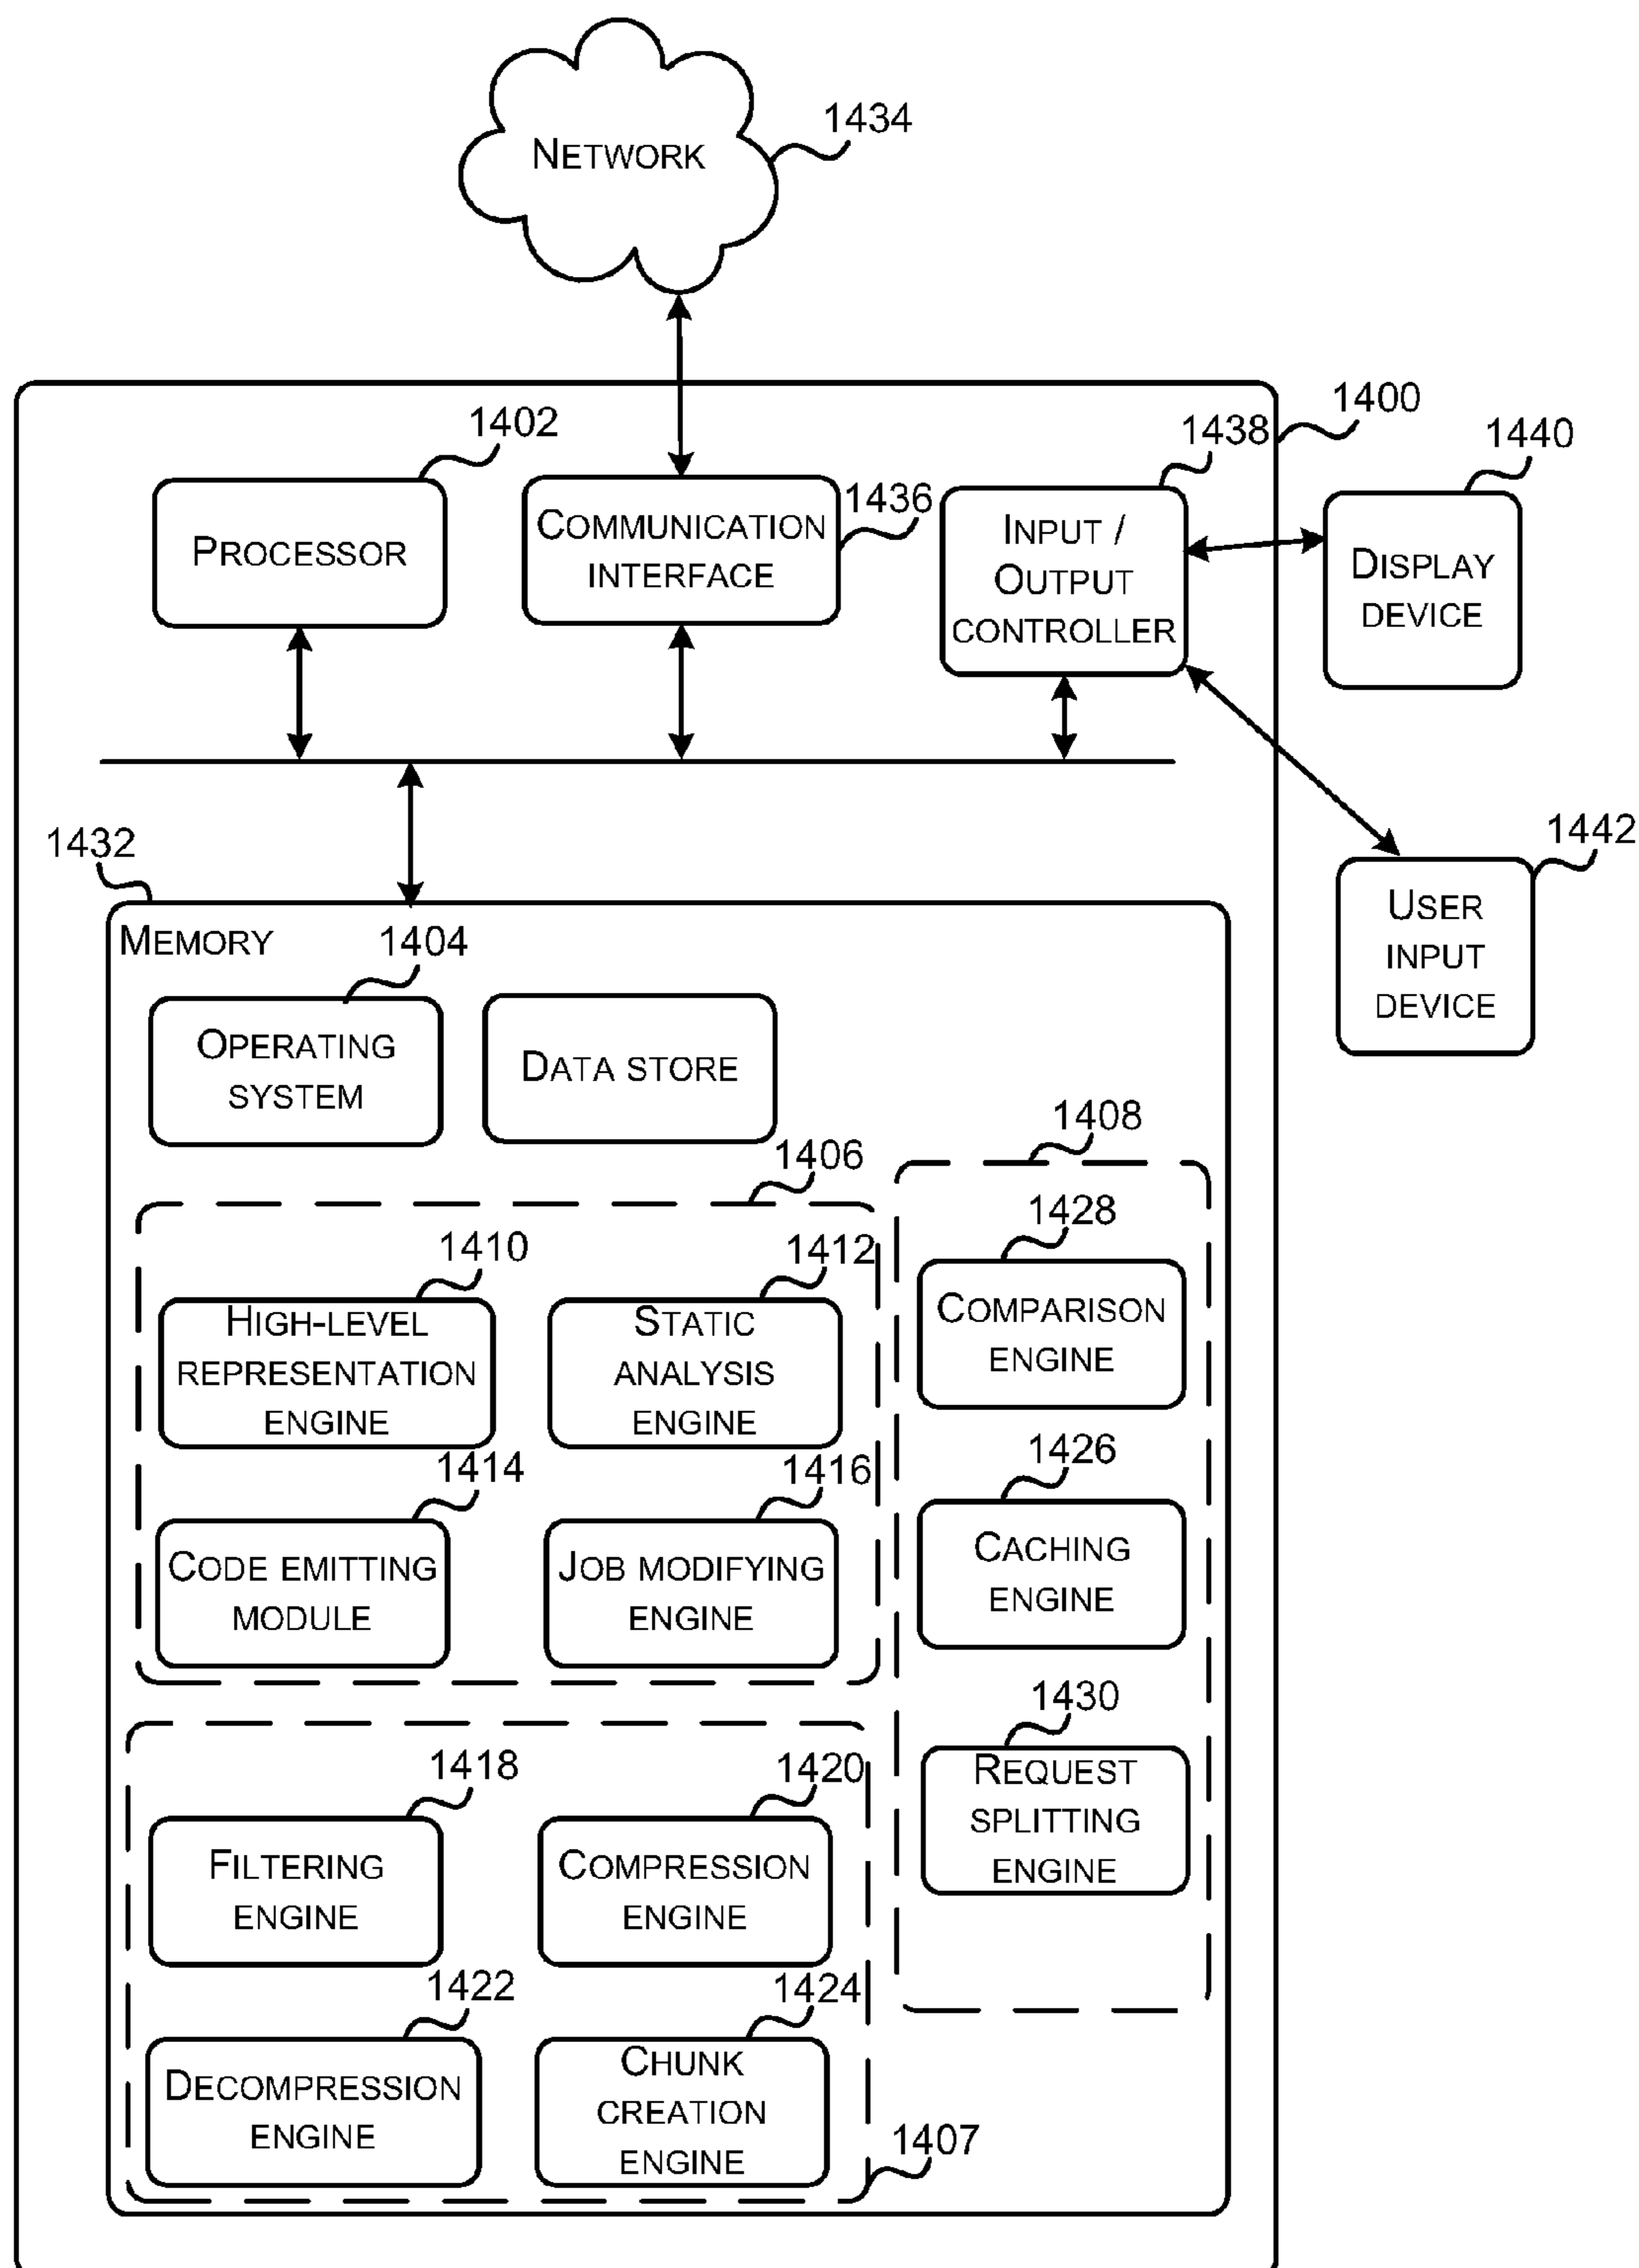 NETWORK
1434
1400
1402
1436
1438
1440
PROCESSOR
COMMUNICATION
INTERFACE
INPUT /
OUTPUT
CONTROLLER
DISPLAY
DEVICE
1432
1442
USER
INPUT
DEVICE
MEMORY
1404
OPERATING
SYSTEM
DATA STORE
1406
1408
1410
HIGH-LEVEL
REPRESENTATION
ENGINE
1412
STATIC
ANALYSIS
ENGINE
1414
CODE EMITTING
MODULE
1416
JOB MODIFYING
ENGINE
1428
COMPARISON
ENGINE
1426
CACHING
ENGINE
1430
REQUEST
SPLITTING
ENGINE
1418
FILTERING
ENGINE
1420
COMPRESSION
ENGINE
1422
DECOMPRESSION
ENGINE
1424
CHUNK
CREATION
ENGINE
1407